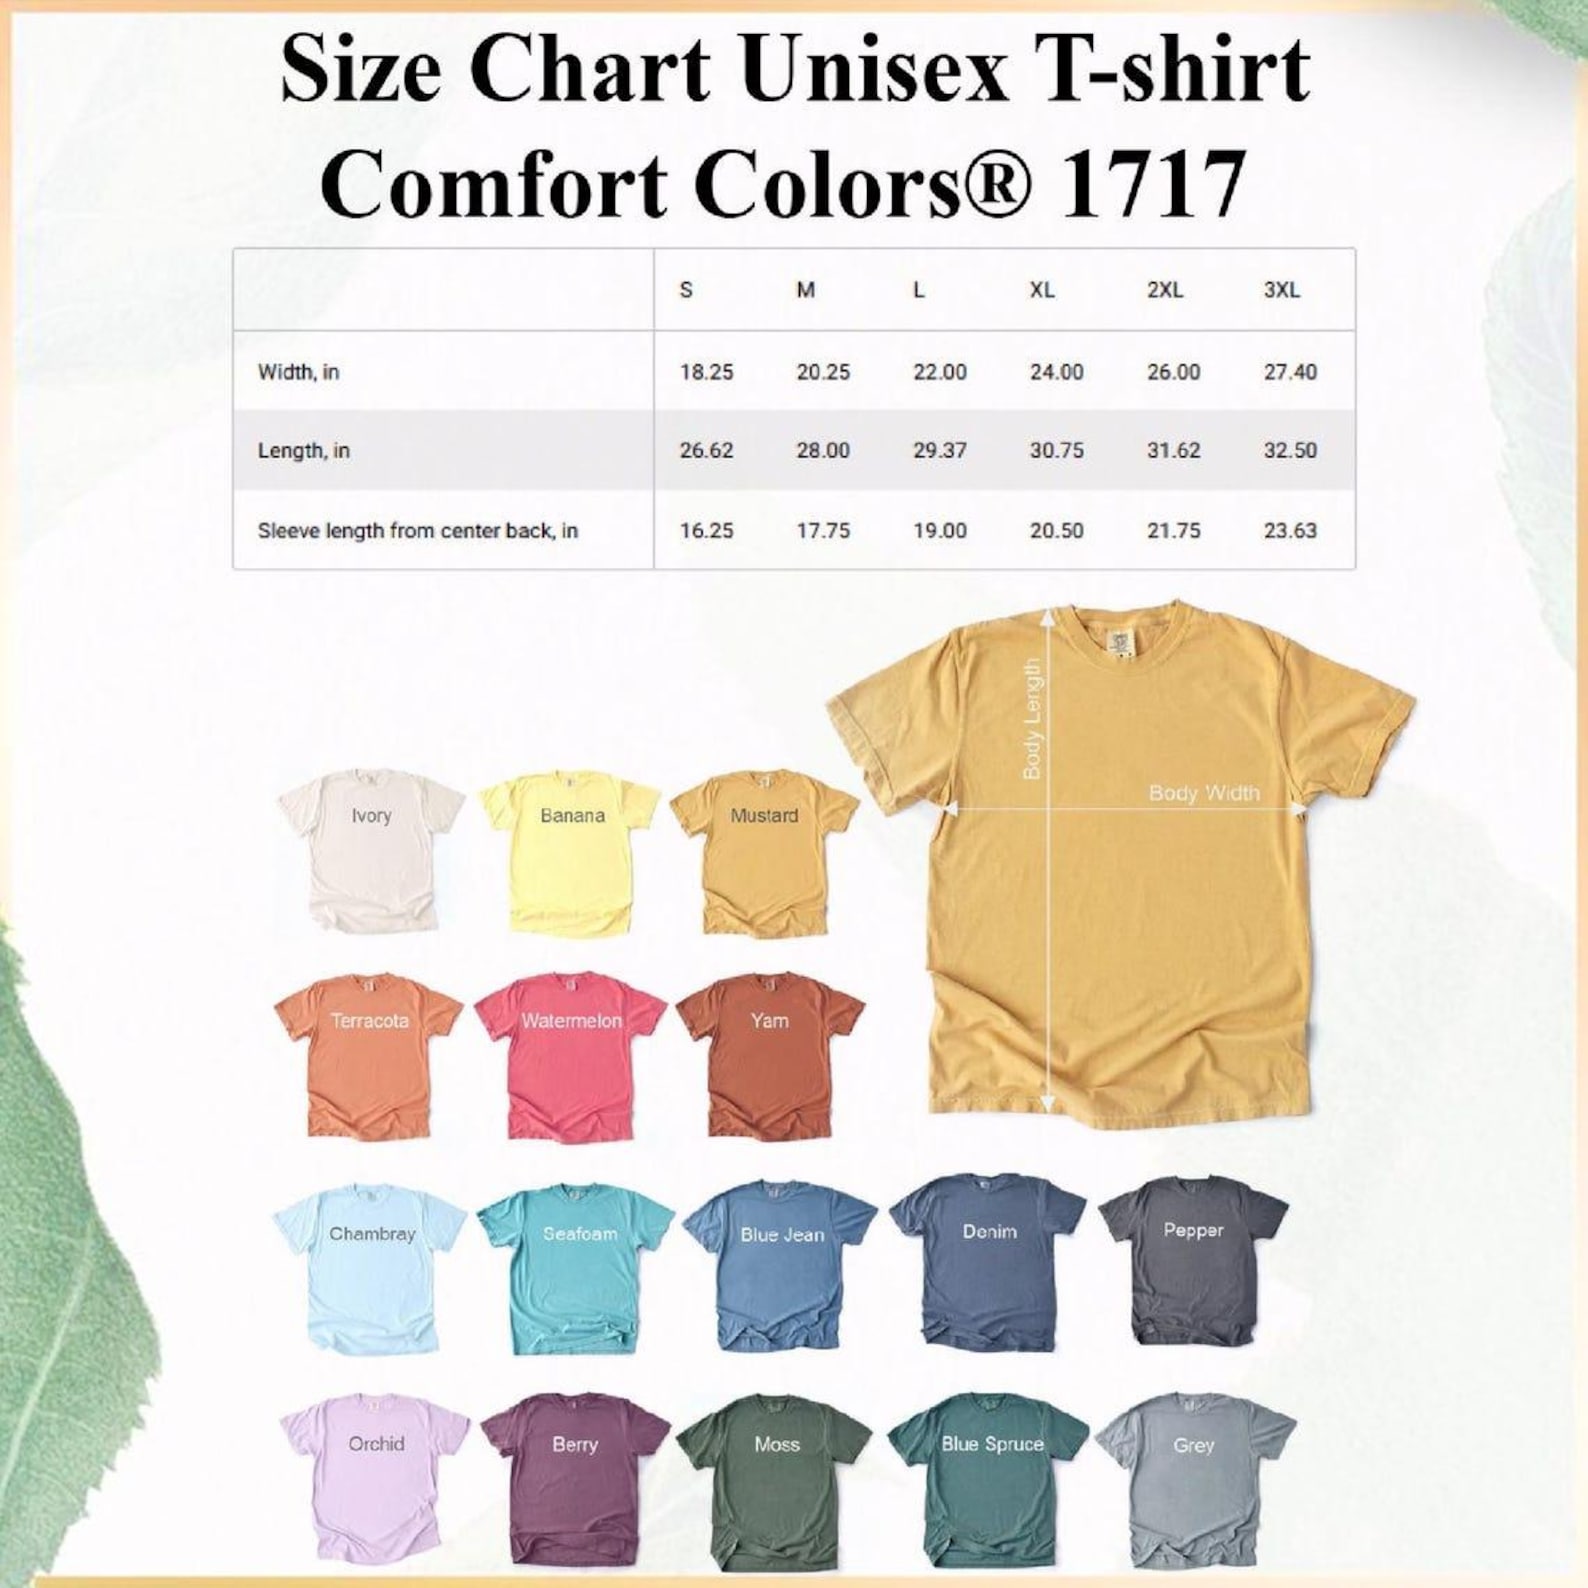 Size Chart Unisex T-shirt
Comfort Colors® 1717
S M L XL 2XL 3XL
Width, in 18.25 20.25 22.00 24.00 26.00 27.40
Length, in 26.62 28.00 29.37 30.75 31.62 32.50
Sleeve length from center back, in 16.25 17.75 19.00 20.50 21.75 23.63
Body Length
Body Width
Ivory Banana Mustard
Terracota Watermelon Yam
Chambray Seafoam Blue Jean Denim Pepper
Orchid Berry Moss Blue Spruce Grey